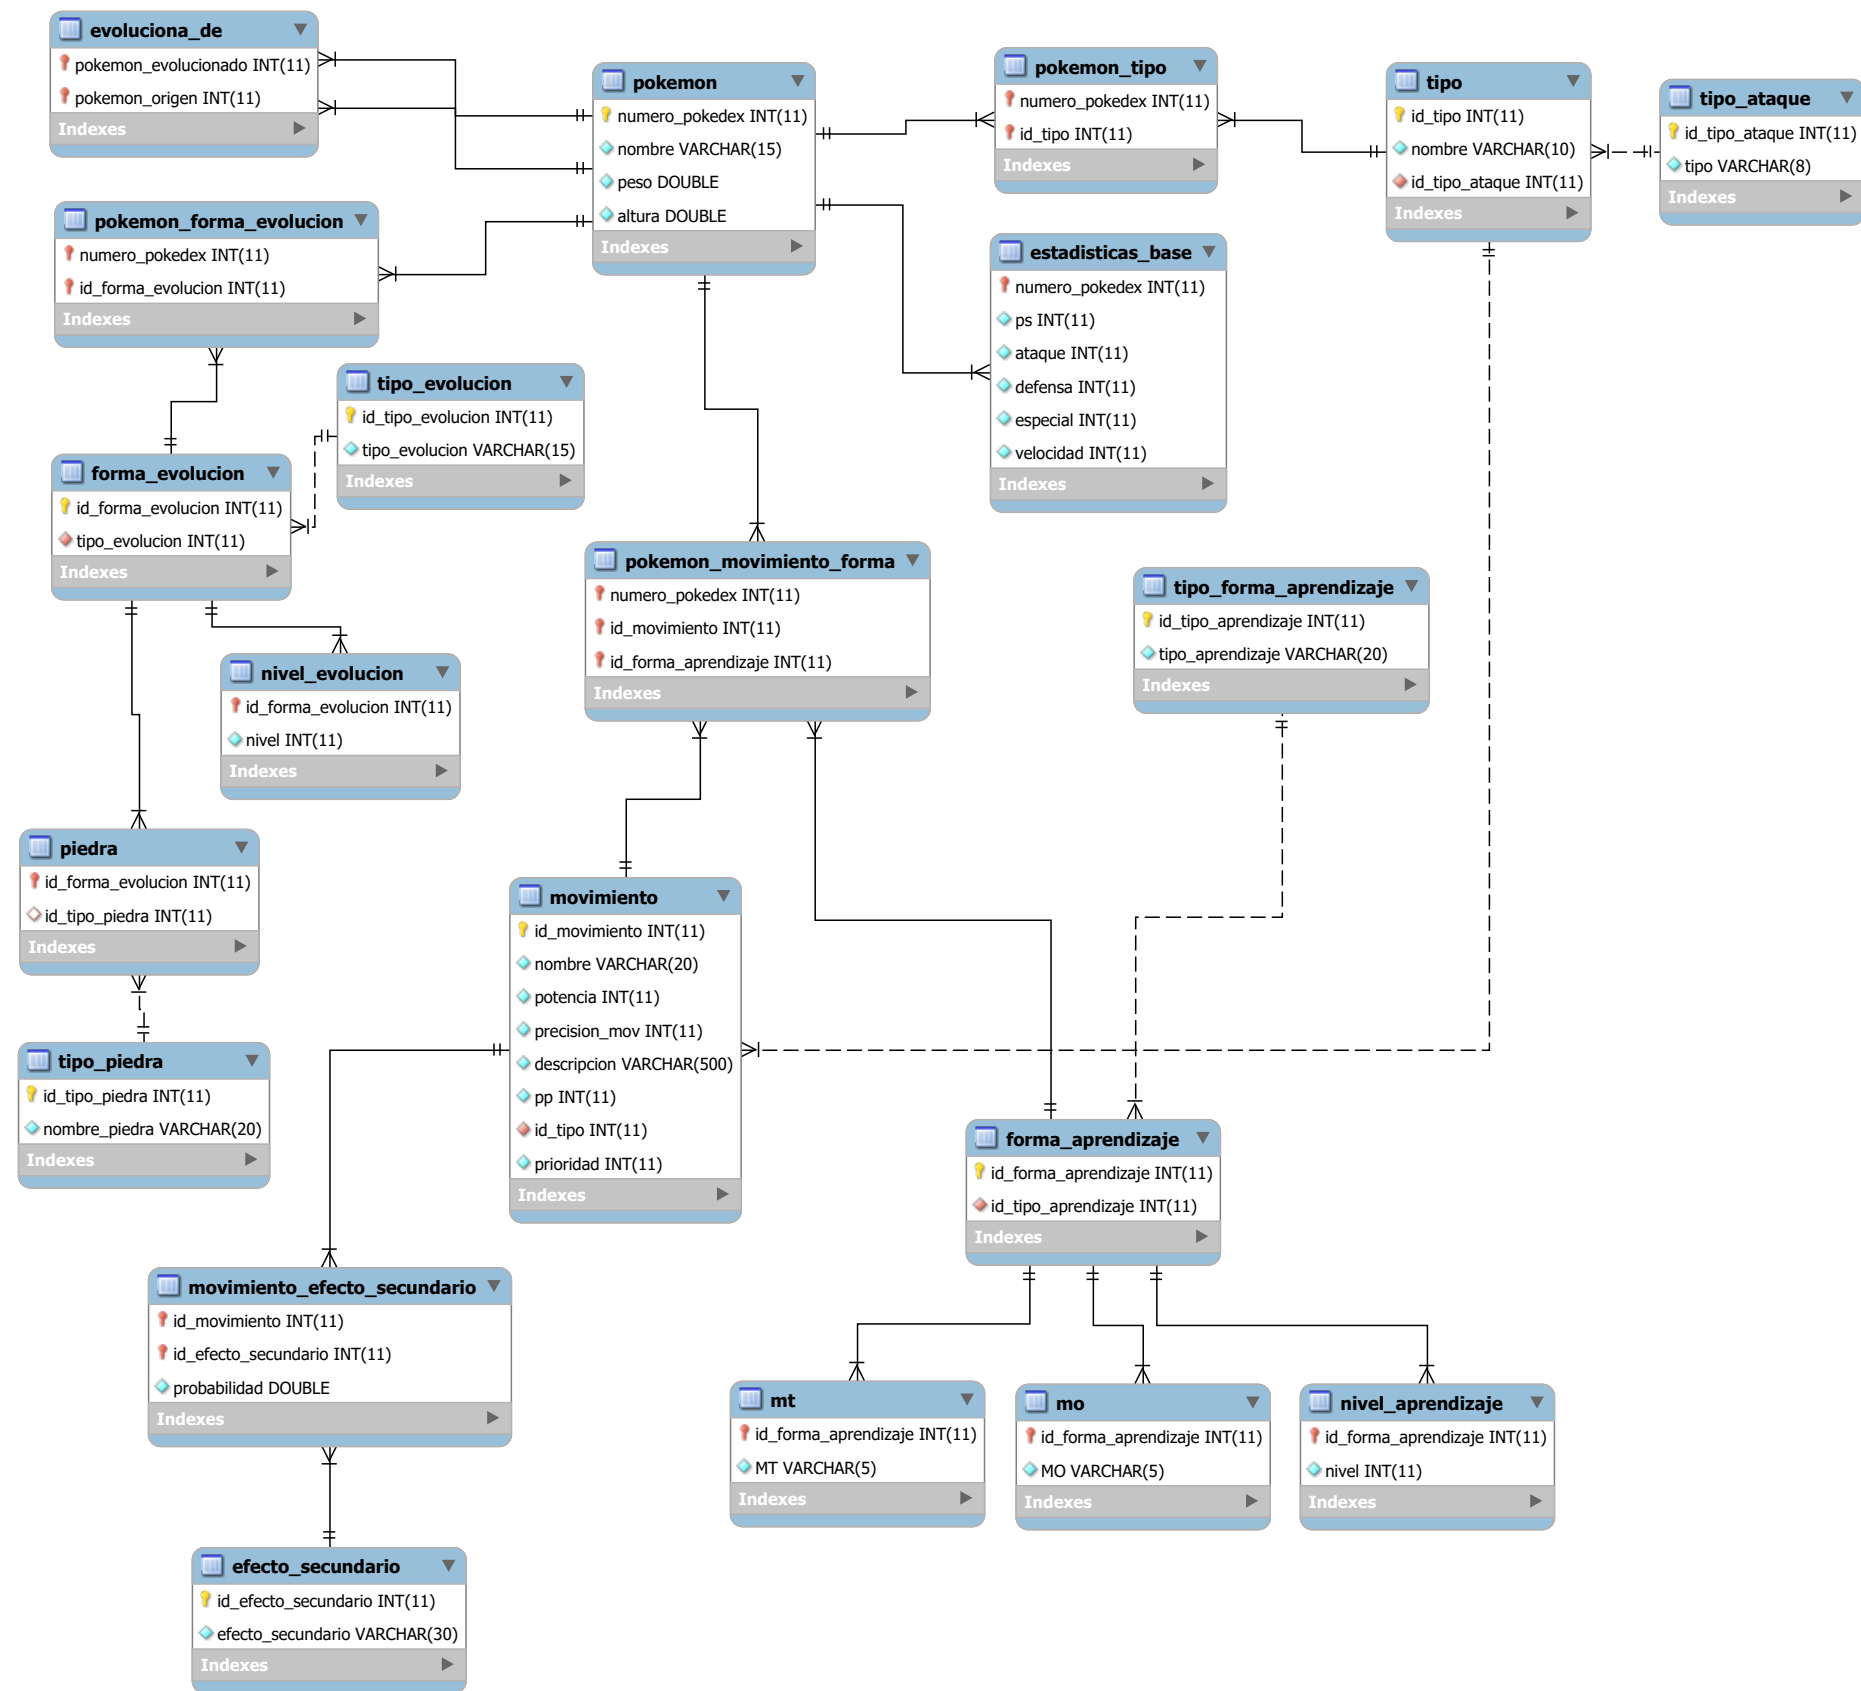 evoluciona_de
pokemon_evolucionado INT(11)
pokemon_origen INT(11)
Indexes
pokemon
numero_pokedex INT(11)
nombre VARCHAR(15)
peso DOUBLE
altura DOUBLE
Indexes
pokemon_tipo
numero_pokedex INT(11)
id_tipo INT(11)
Indexes
tipo
id_tipo INT(11)
nombre VARCHAR(10)
id_tipo_ataque INT(11)
Indexes
tipo_ataque
id_tipo_ataque INT(11)
tipo VARCHAR(8)
Indexes
pokemon_forma_evolucion
numero_pokedex INT(11)
id_forma_evolucion INT(11)
Indexes
estadisticas_base
numero_pokedex INT(11)
ps INT(11)
ataque INT(11)
defensa INT(11)
especial INT(11)
velocidad INT(11)
Indexes
tipo_evolucion
id_tipo_evolucion INT(11)
tipo_evolucion VARCHAR(15)
Indexes
forma_evolucion
id_forma_evolucion INT(11)
tipo_evolucion INT(11)
Indexes
pokemon_movimiento_forma
numero_pokedex INT(11)
id_movimiento INT(11)
id_forma_aprendizaje INT(11)
Indexes
tipo_forma_aprendizaje
id_tipo_aprendizaje INT(11)
tipo_aprendizaje VARCHAR(20)
Indexes
nivel_evolucion
id_forma_evolucion INT(11)
nivel INT(11)
Indexes
piedra
id_forma_evolucion INT(11)
id_tipo_piedra INT(11)
Indexes
movimiento
id_movimiento INT(11)
nombre VARCHAR(20)
potencia INT(11)
precision_mov INT(11)
descripcion VARCHAR(500)
pp INT(11)
id_tipo INT(11)
prioridad INT(11)
Indexes
tipo_piedra
id_tipo_piedra INT(11)
nombre_piedra VARCHAR(20)
Indexes
forma_aprendizaje
id_forma_aprendizaje INT(11)
id_tipo_aprendizaje INT(11)
Indexes
movimiento_efecto_secundario
id_movimiento INT(11)
id_efecto_secundario INT(11)
probabilidad DOUBLE
Indexes
mt
id_forma_aprendizaje INT(11)
MT VARCHAR(5)
Indexes
mo
id_forma_aprendizaje INT(11)
MO VARCHAR(5)
Indexes
nivel_aprendizaje
id_forma_aprendizaje INT(11)
nivel INT(11)
Indexes
efecto_secundario
id_efecto_secundario INT(11)
efecto_secundario VARCHAR(30)
Indexes